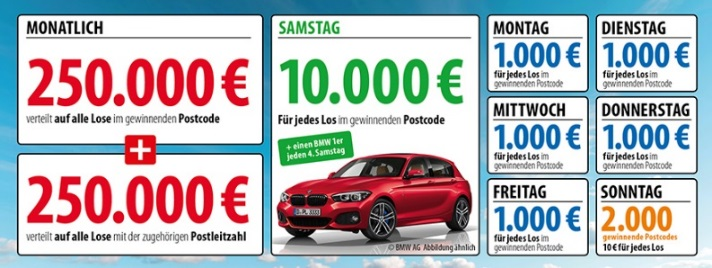 MONATLICH
250.000 €
verteilt auf alle Lose im gewinnenden Postcode
+
250.000 €
verteilt auf alle Lose mit der zugehörigen Postleitzahl
SAMSTAG
10.000 €
Für jedes Los im gewinnenden Postcode
+ einen BMW 1er
jeden 4. Samstag
© BMW AG Abbildung ähnlich
MONTAG
1.000 €
für jedes Los im
gewinnenden Postcode
DIENSTAG
1.000 €
für jedes Los im
gewinnenden Postcode
MITTWOCH
1.000 €
für jedes Los im
gewinnenden Postcode
DONNERSTAG
1.000 €
für jedes Los im
gewinnenden Postcode
FREITAG
1.000 €
für jedes Los im
gewinnenden Postcode
SONNTAG
2.000
gewinnende Postcodes
10 € für jedes Los